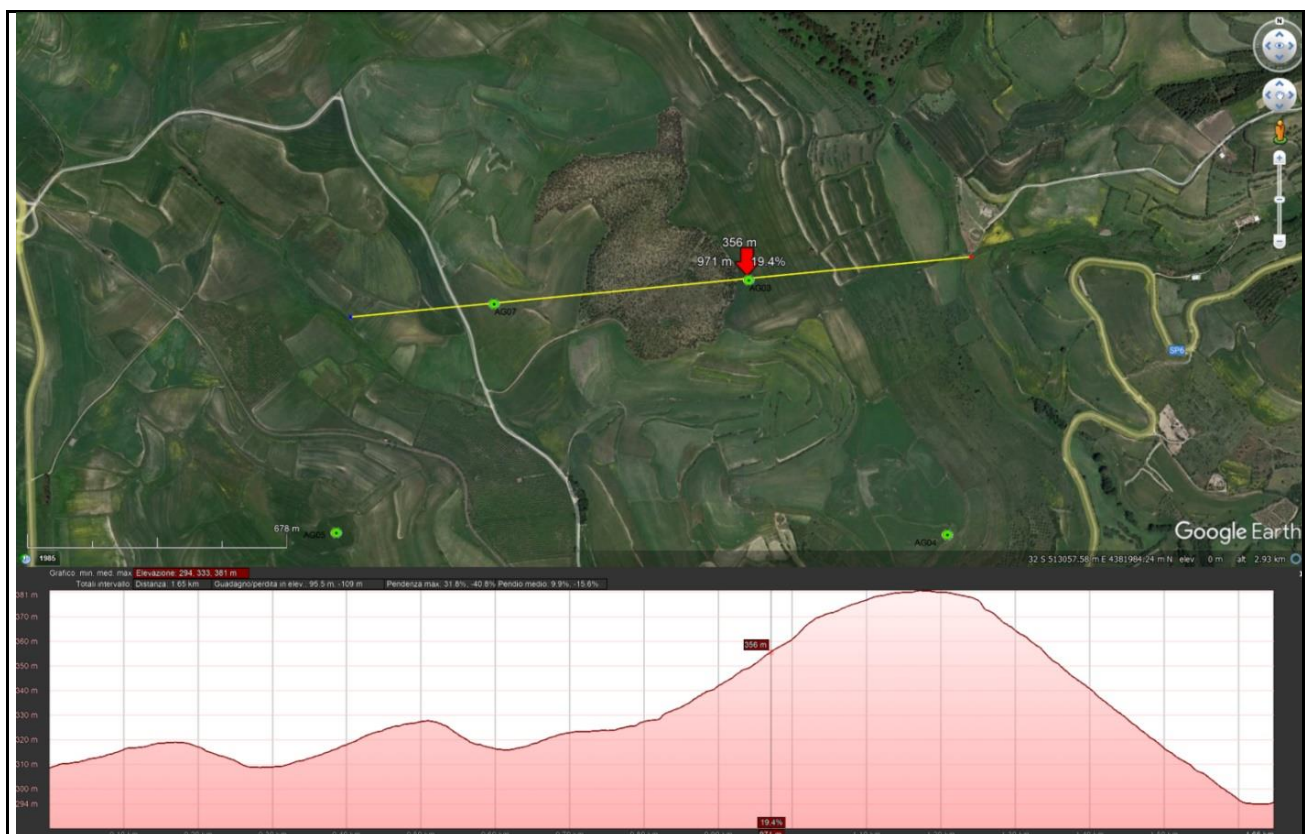 N
356 m
971 m 19.4%
AG03
AG07
SP6
678 m
AG04
Google Earth
1985
32 S 513057.58 m E 4381984.24 m N elev 0 m alt 2.93 km
Grafico: min, med, max Elevazione: 294, 333, 381 m
Totali intervallo: Distanza: 1.65 km Guadagno/perdita in elev.: 95.5 m, -109 m Pendenza max: 31.8%, -40.8% Pendio medio: 9.9%, -15.6%
381 m
370 m
360 m
356 m
350 m
340 m
330 m
320 m
310 m
300 m
294 m
19.4%